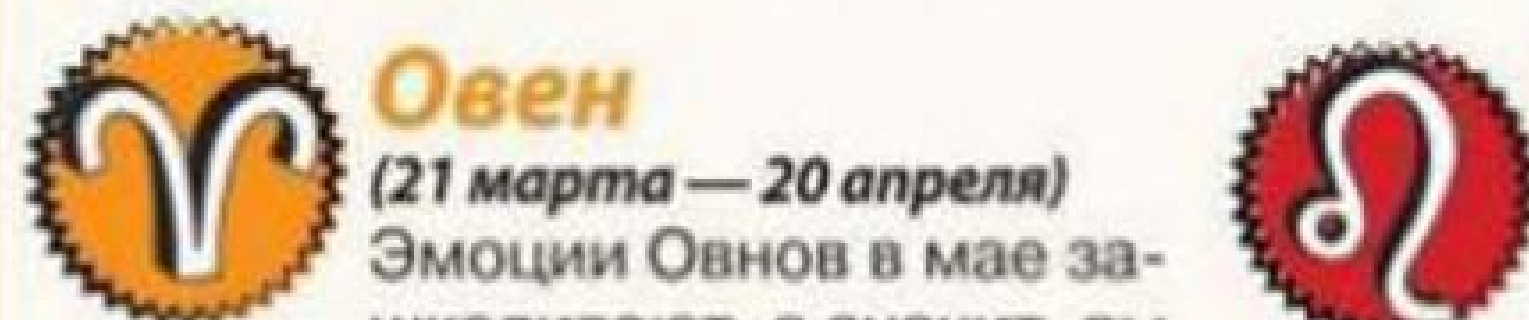 Овен
(21 марта — 20 апреля)
Эмоции Овнов в мае за-